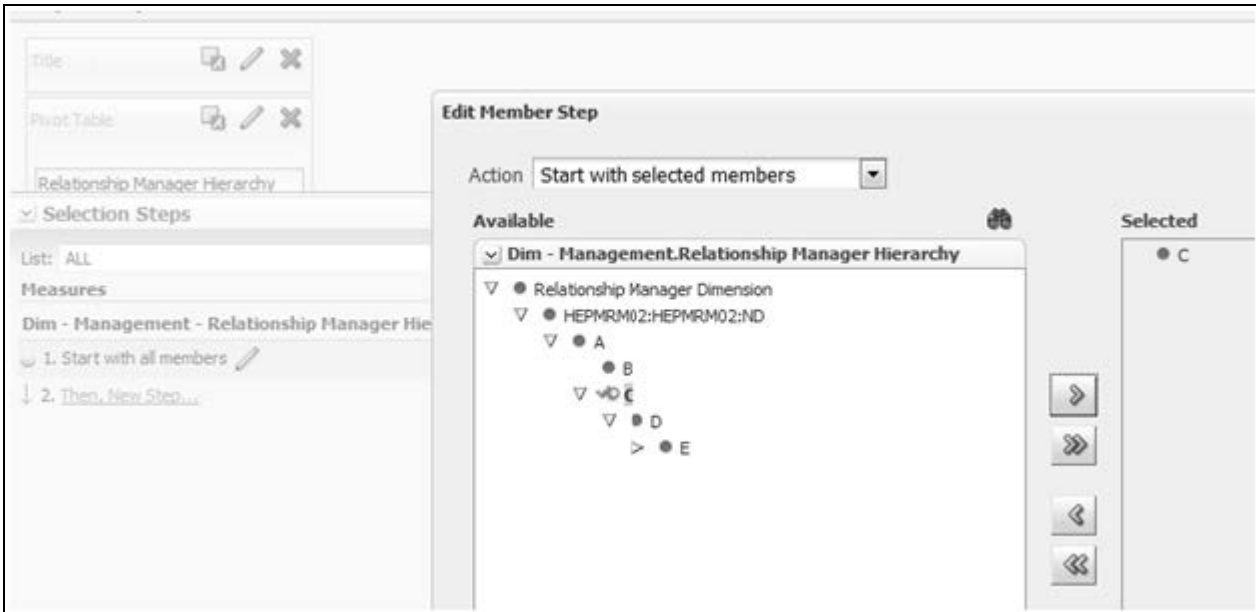 Title
Pivot Table
Relationship Manager Hierarchy
Selection Steps
List: ALL
Measures
Dim - Management - Relationship Manager Hie
1. Start with all members
2. Then, New Step...
Edit Member Step
Action Start with selected members
Available
Dim - Management.Relationship Manager Hierarchy
Relationship Manager Dimension
HEPMRM02:HEPMRM02:ND
A
B
C
D
E
Selected
C